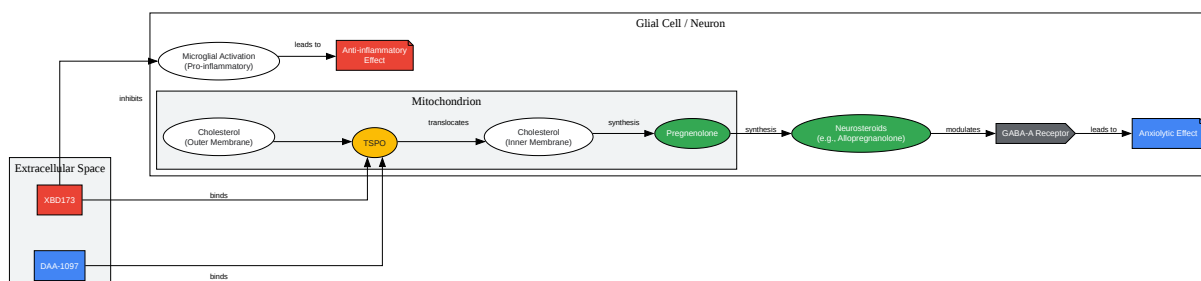 Glial Cell / Neuron
Microglial Activation
(Pro-inflammatory)
leads to
Anti-inflammatory
Effect
inhibits
Mitochondrion
Cholesterol
(Outer Membrane)
TSPO
translocates
Cholesterol
(Inner Membrane)
synthesis
Pregnenolone
synthesis
Neurosteroids
(e.g., Allopregnanolone)
modulates
GABA-A Receptor
leads to
Anxiolytic Effect
Extracellular Space
XBD173
binds
DAA-1097
binds